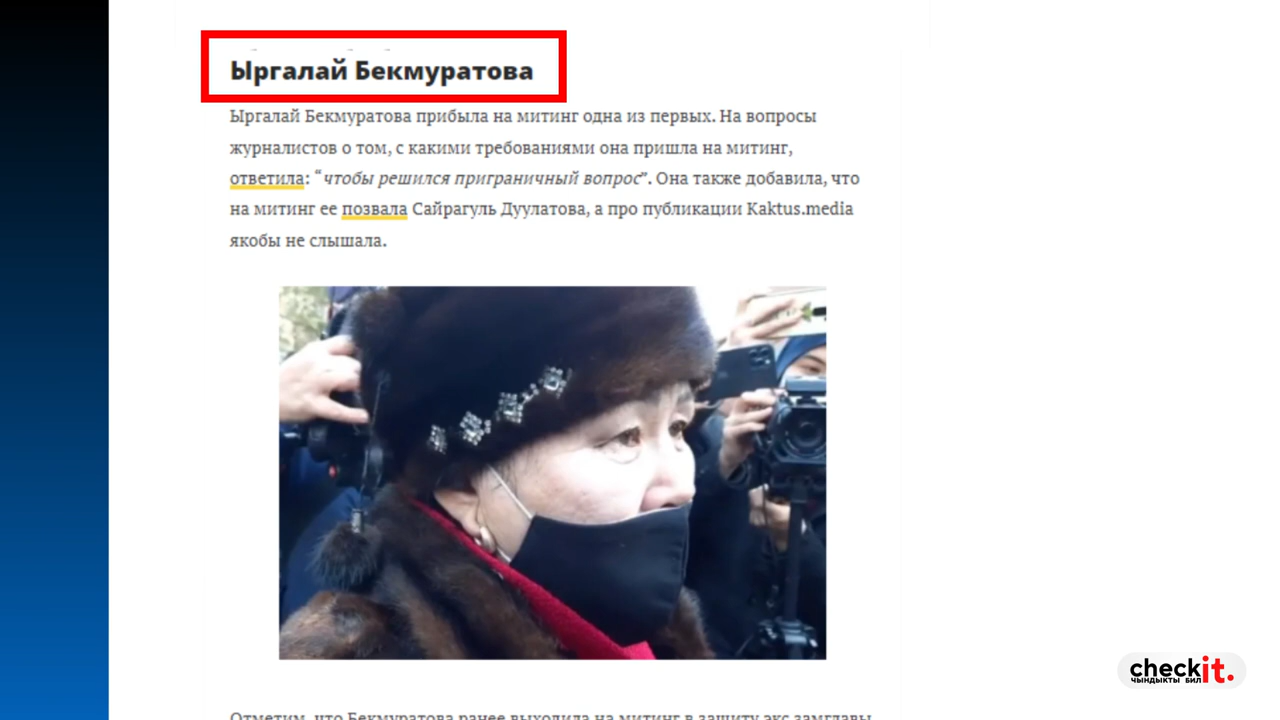 Ыргалай Бекмуратова
Ыргалай Бекмуратова прибыла на митинг одна из первых. На вопросы
журналистов о том, с какими требованиями она пришла на митинг,
ответила: “чтобы решился приграничный вопрос”. Она также добавила, что
на митинг ее позвала Сайрагуль Дуулатова, а про публикации Kaktus.media
якобы не слышала.
Отметим, что Бекмуратова ранее выходила на митинг в защиту экс замглавы
checkit.
ЧЫНДЫКТЫ БИЛ